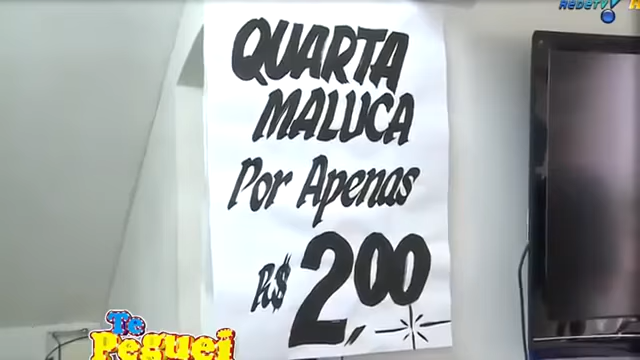 REDETV!
QUARTA
MALUCA
Por Apenas
R$ 2,00
Te
Peguei